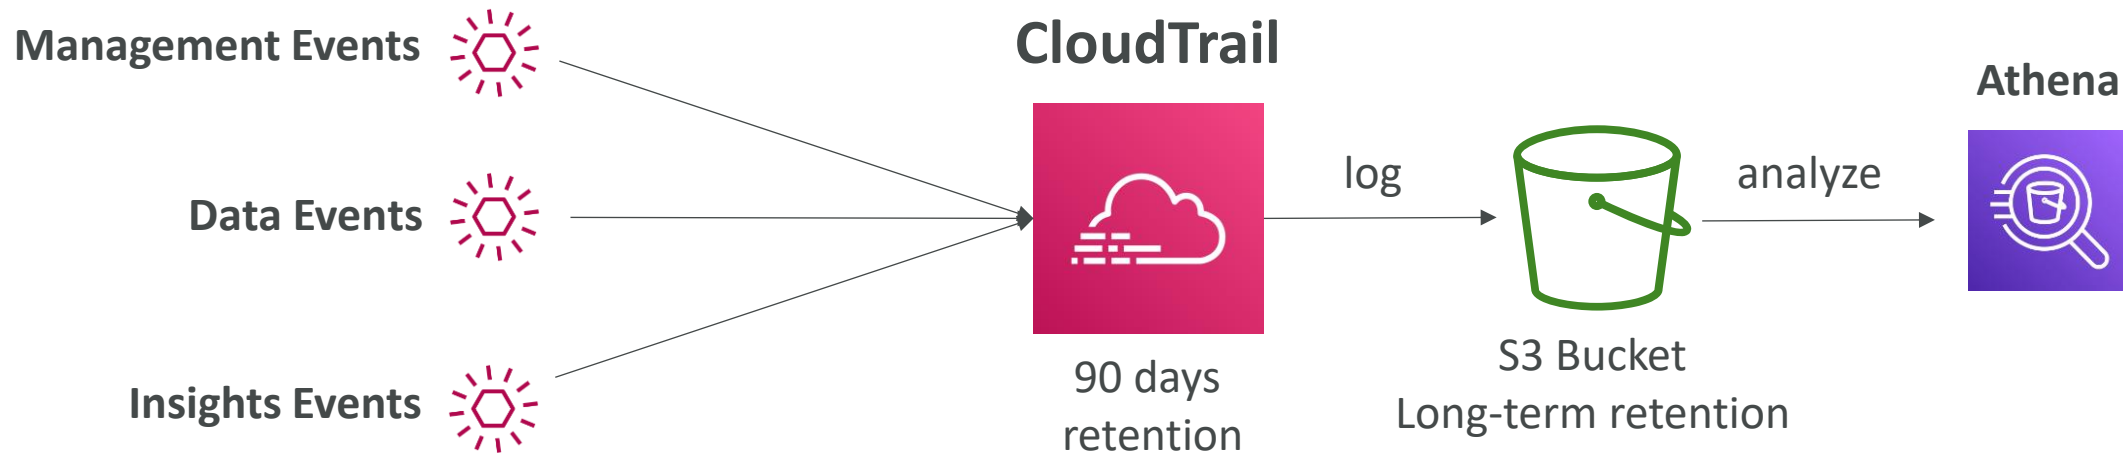 Management Events
Data Events
Insights Events
CloudTrail
90 days
retention
log
S3 Bucket
Long-term retention
analyze
Athena